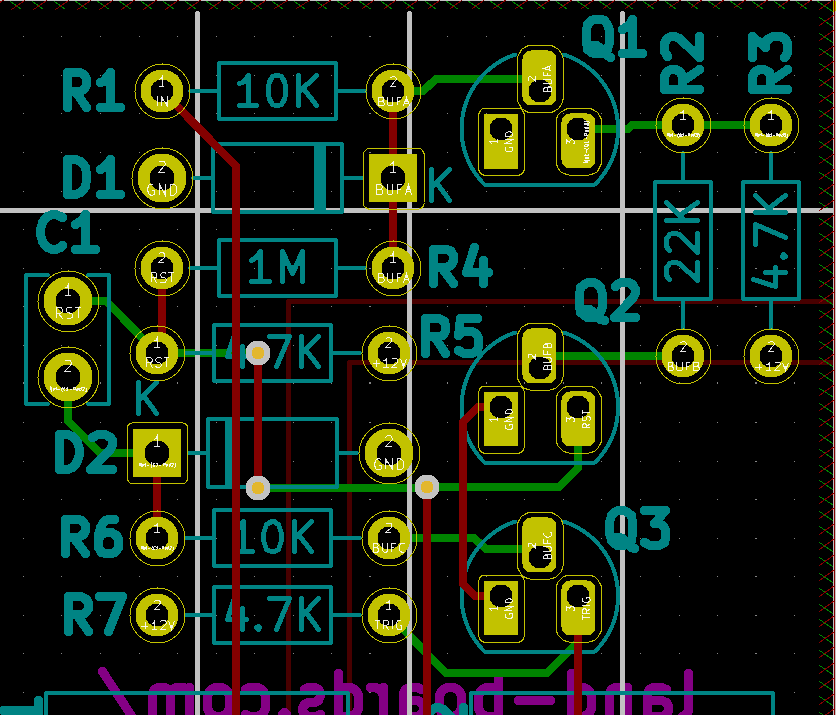 Q1
R2
R3
R1
1
IN
10K
BUFA
2
BUFA
1
GND
3
1
1
D1
2
GND
1
BUFA
K
C1
1
RST
2
RST
1M
1
BUFA
R4
22K
4.7K
Q2
R5
1
RST
4.7K
2
+12V
2
BUFB
2
BUFB
2
+12V
2
K
1
GND
3
RST
D2
1
2
GND
R6
1
10K
2
BUFC
2
BUFC
Q3
R7
1
+12V
4.7K
2
TRIG
1
GND
3
TRIG
land-boards.com/